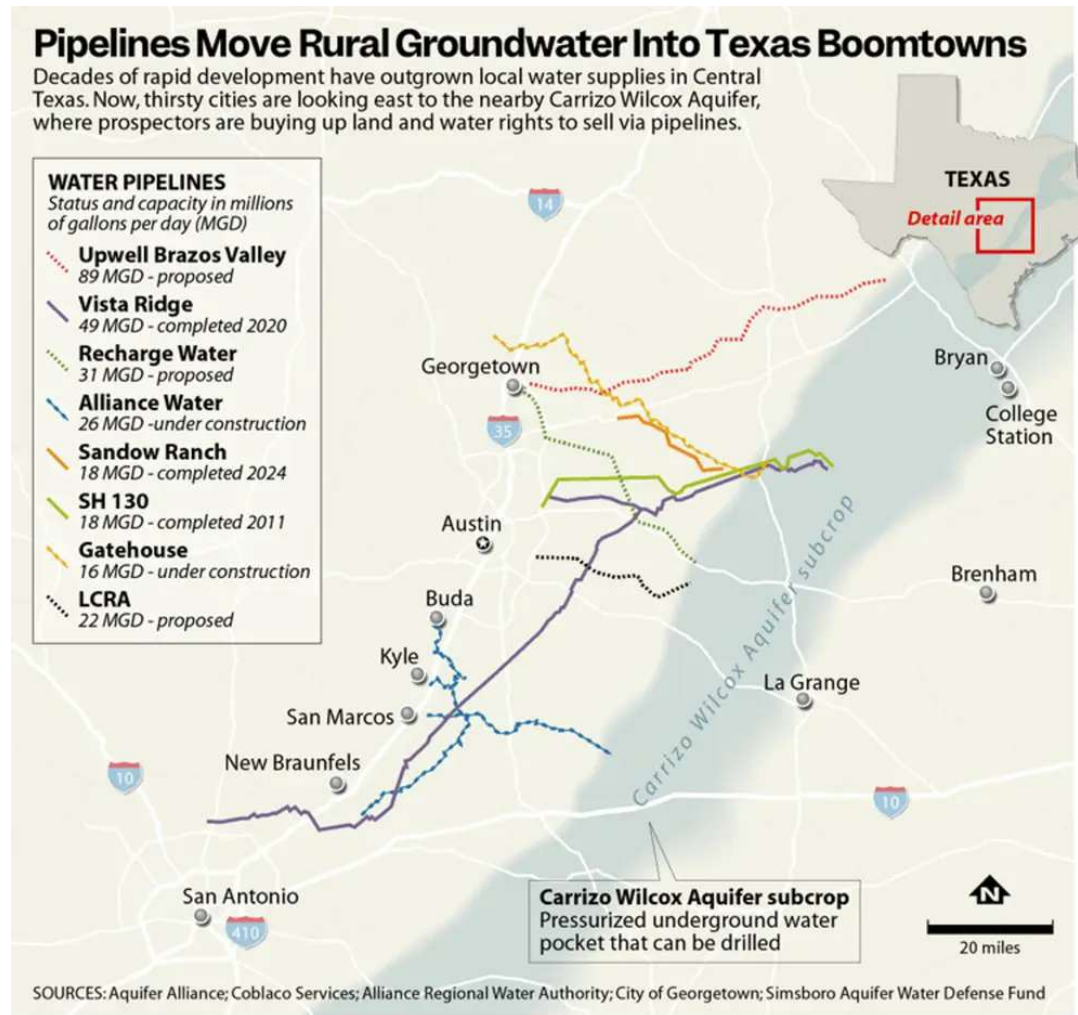 Pipelines Move Rural Groundwater Into Texas Boomtowns
Decades of rapid development have outgrown local water supplies in Central
Texas. Now, thirsty cities are looking east to the nearby Carrizo Wilcox Aquifer,
where prospectors are buying up land and water rights to sell via pipelines.
WATER PIPELINES
Status and capacity in millions
of gallons per day (MGD)
Upwell Brazos Valley
89 MGD - proposed
Vista Ridge
49 MGD - completed 2020
Recharge Water
31 MGD - proposed
Alliance Water
26 MGD -under construction
Sandow Ranch
18 MGD - completed 2024
SH 130
18 MGD - completed 2011
Gatehouse
16 MGD - under construction
LCRA
22 MGD - proposed
TEXAS
Detail area
14
Georgetown
35
Bryan
College
Station
Austin
Brenham
Buda
Kyle
San Marcos
La Grange
New Braunfels
Carrizo Wilcox Aquifer subcrop
10
10
San Antonio
410
Carrizo Wilcox Aquifer subcrop
Pressurized underground water
pocket that can be drilled
N
20 miles
SOURCES: Aquifer Alliance; Coblaco Services; Alliance Regional Water Authority; City of Georgetown; Simsboro Aquifer Water Defense Fund